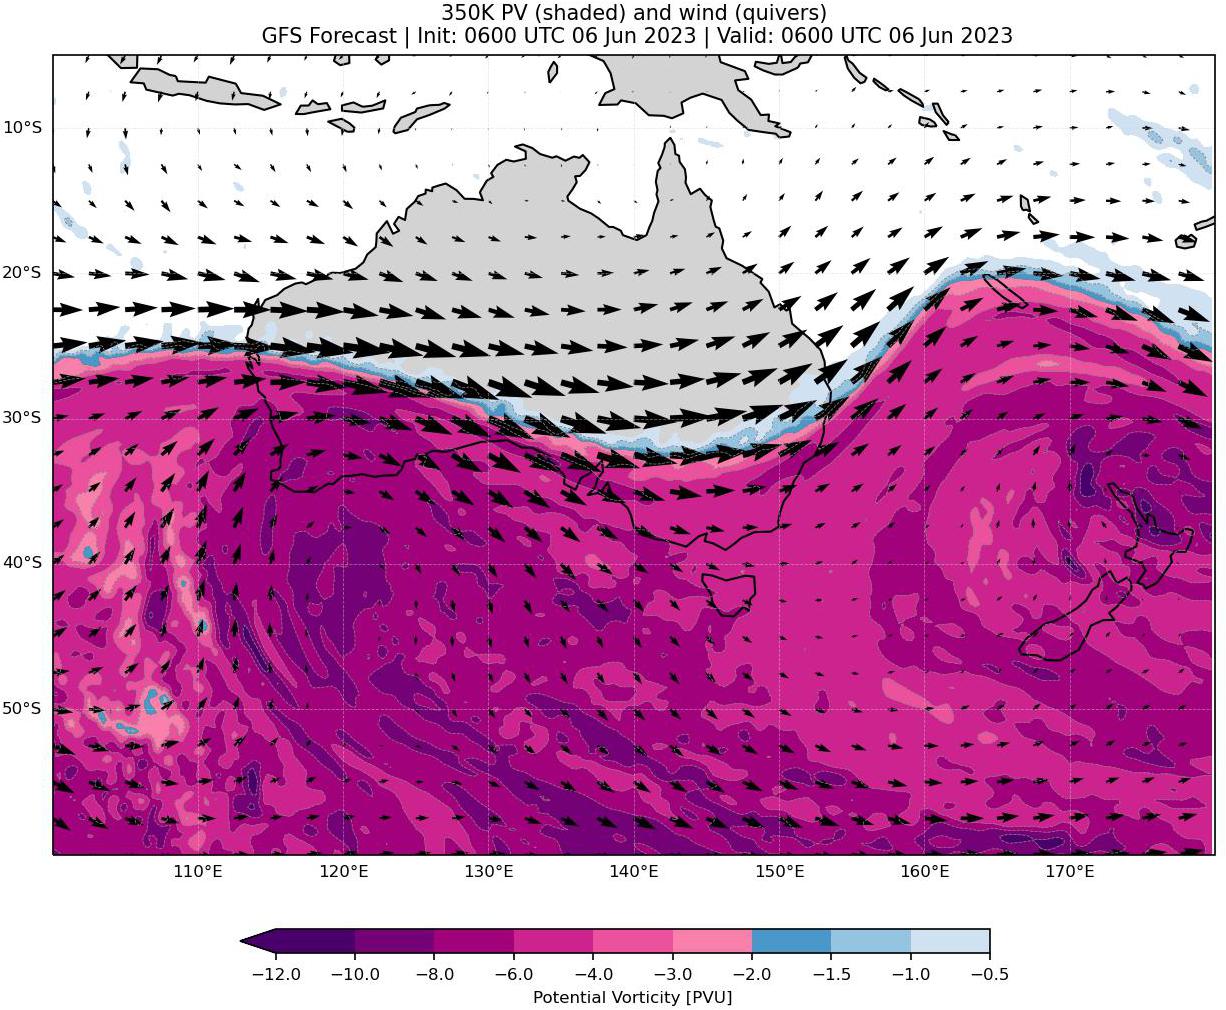 350K PV (shaded) and wind (quivers)
GFS Forecast | Init: 0600 UTC 06 Jun 2023 | Valid: 0600 UTC 06 Jun 2023
10°S
20°S
30°S
40°S
50°S
110°E 120°E 130°E 140°E 150°E 160°E 170°E
−12.0 −10.0 −8.0 −6.0 −4.0 −3.0 −2.0 −1.5 −1.0 −0.5
Potential Vorticity [PVU]